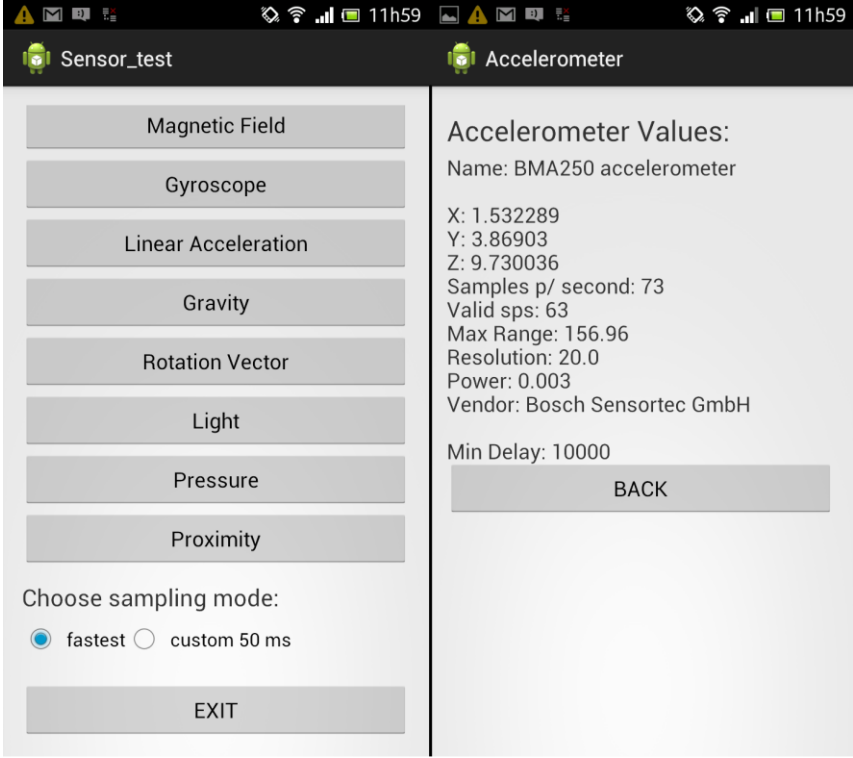 11h59
Sensor_test
Magnetic Field
Gyroscope
Linear Acceleration
Gravity
Rotation Vector
Light
Pressure
Proximity
Choose sampling mode:
fastest custom 50 ms
EXIT
11h59
Accelerometer
Accelerometer Values:
Name: BMA250 accelerometer
X: 1.532289
Y: 3.86903
Z: 9.730036
Samples p/ second: 73
Valid sps: 63
Max Range: 156.96
Resolution: 20.0
Power: 0.003
Vendor: Bosch Sensortec GmbH
Min Delay: 10000
BACK